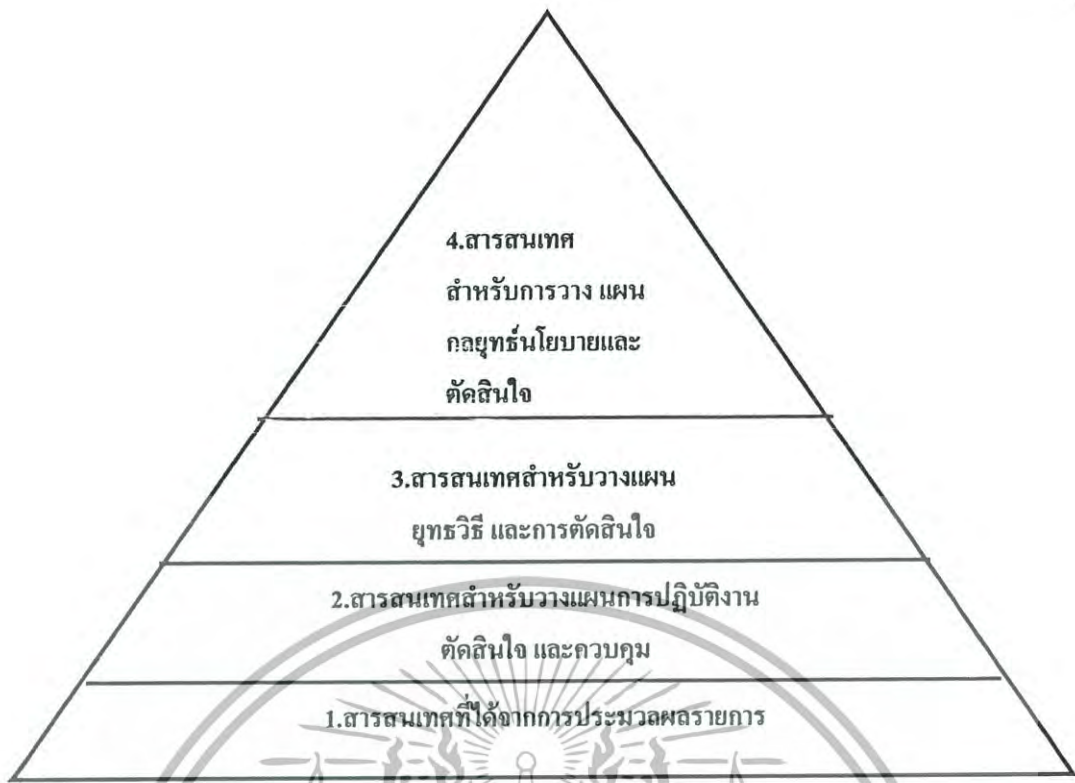 4.สารสนเทศ
สำหรับการวาง แผน
กลยุทธ์นโยบายและ
ตัดสินใจ
3.สารสนเทศสำหรับวางแผน
ยุทธวิธี และการตัดสินใจ
2.สารสนเทศสำหรับวางแผนการปฏิบัติงาน
ตัดสินใจ และควบคุม
1.สารสนเทศที่ได้จากการประมวลผลรายการ